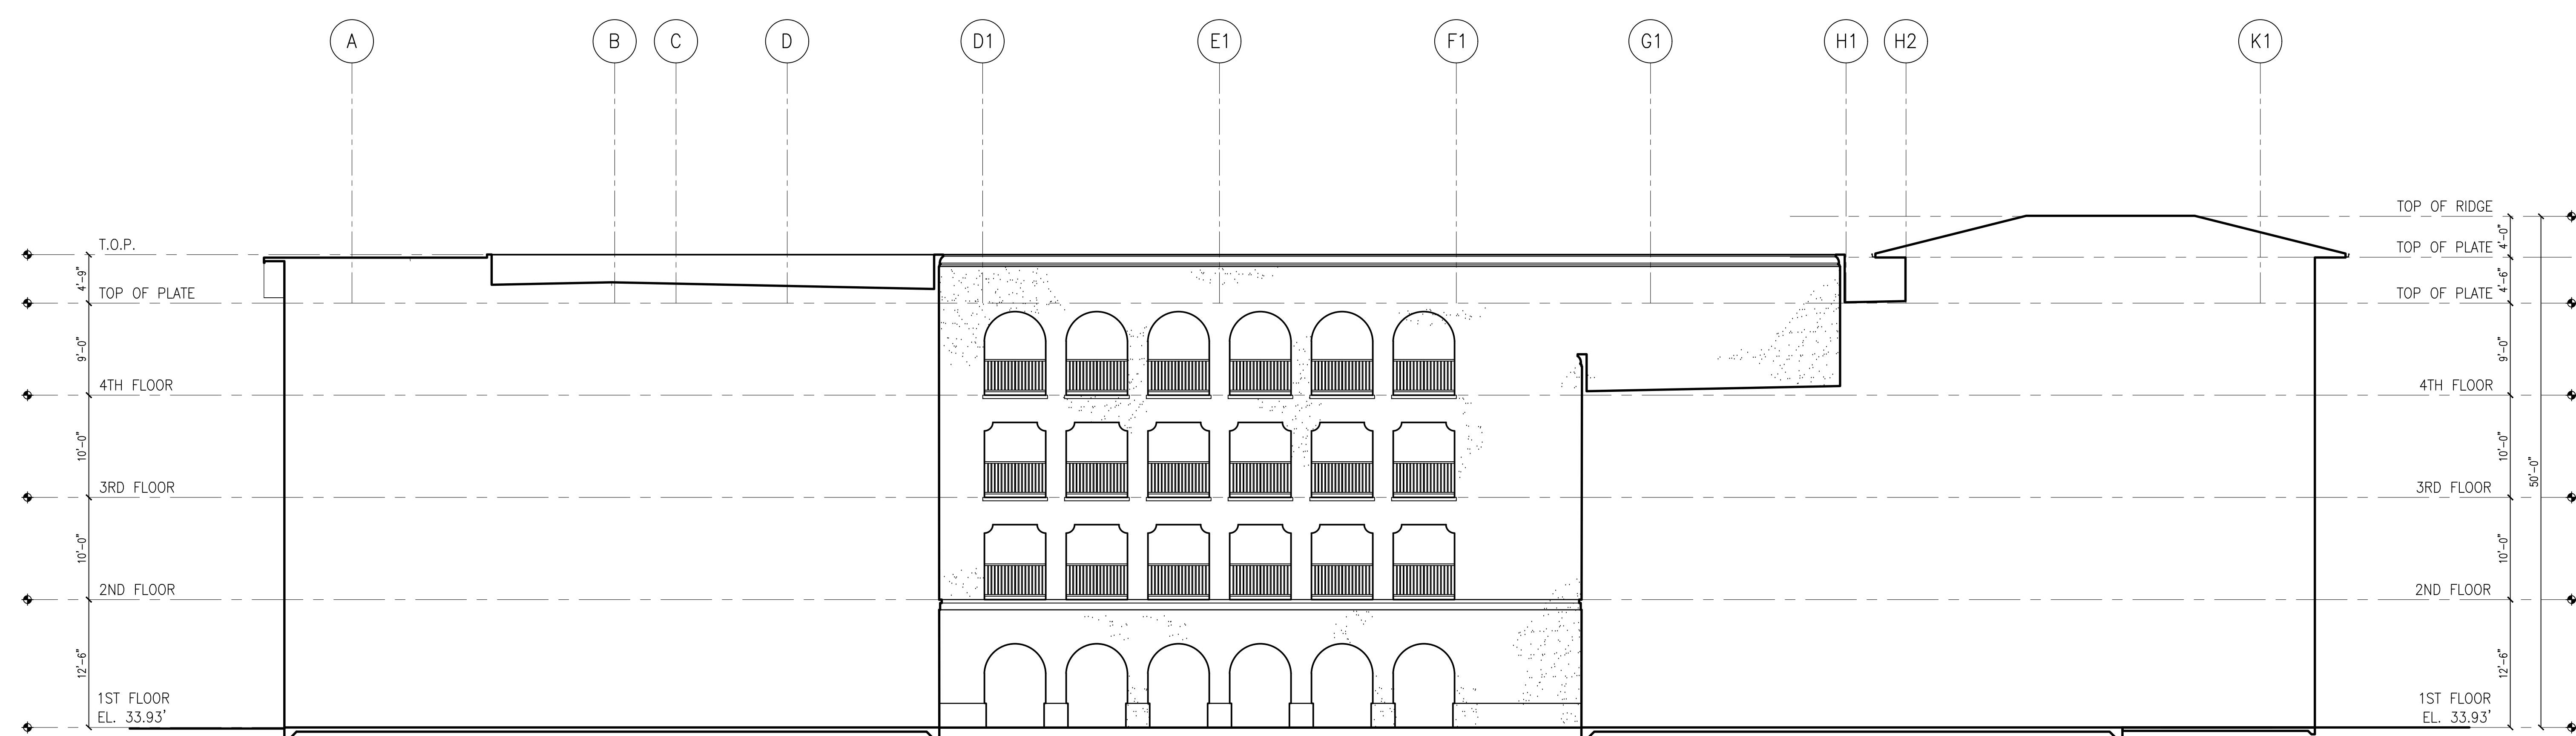 A B C D D1 E1 F1 G1 H1 H2 K1
TOP OF RIDGE
4'-0"
T.O.P.
TOP OF PLATE
4'-9"
4'-6"
TOP OF PLATE
TOP OF PLATE
9'-0"
9'-0"
4TH FLOOR
4TH FLOOR
10'-0"
10'-0"
50'-0"
3RD FLOOR
3RD FLOOR
10'-0"
10'-0"
2ND FLOOR
2ND FLOOR
12'-6"
12'-6"
1ST FLOOR
EL. 33.93'
1ST FLOOR
EL. 33.93'